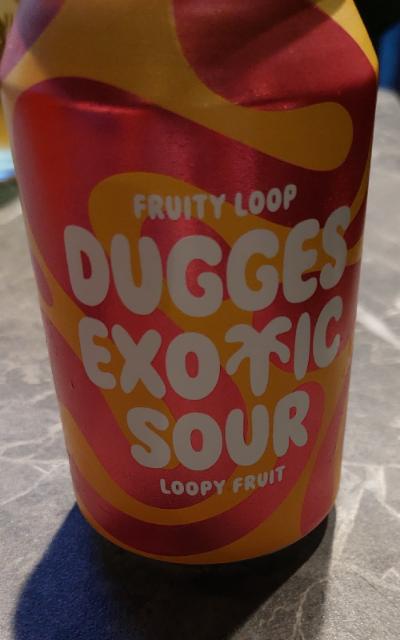 FRUITY LOOP
DUGGES
EXOTIC
SOUR
LOOPY FRUIT